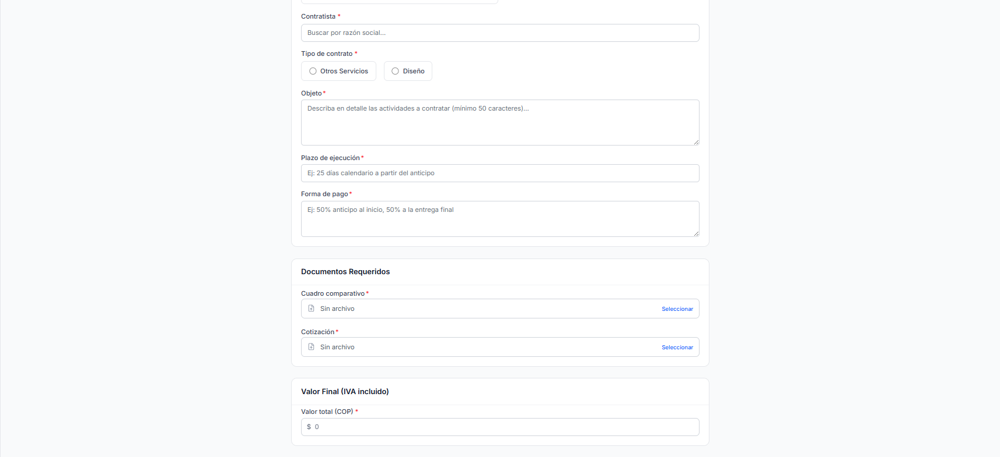 Contratista *
Buscar por razón social...
Tipo de contrato *
Otros Servicios
Diseño
Objeto *
Describa en detalle las actividades a contratar (mínimo 50 caracteres)...
Plazo de ejecución *
Ej: 25 días calendario a partir del anticipo
Forma de pago *
Ej: 50% anticipo al inicio, 50% a la entrega final
Documentos Requeridos
Cuadro comparativo *
Sin archivo Seleccionar
Cotización *
Sin archivo Seleccionar
Valor Final (IVA incluido)
Valor total (COP) *
$ 0